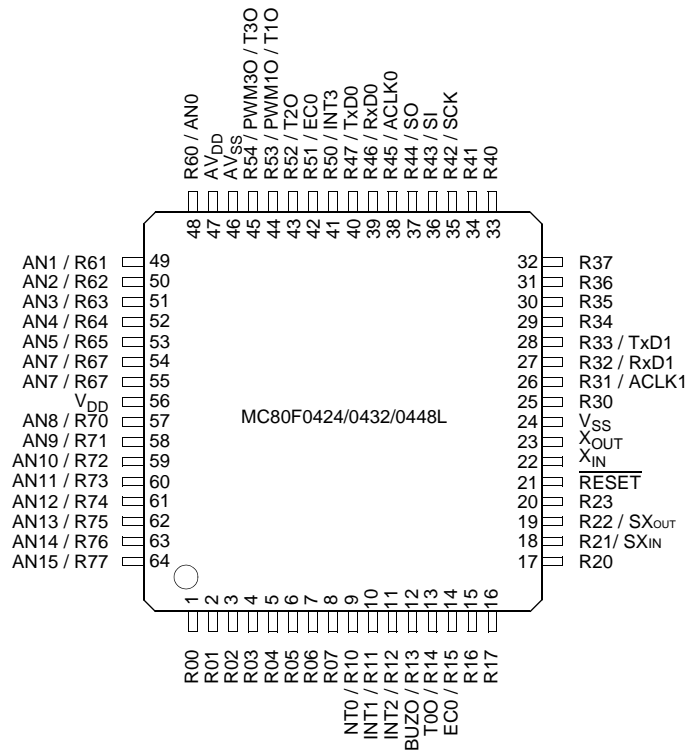 R60 / AN0
AVDD
AVSS
R54 / PWM3O / T3O
R53 / PWM1O / T1O
R52 / T2O
R51 / EC0
R50 / INT3
R47 / TxD0
R46 / RxD0
R45 / ACLK0
R44 / SO
R43 / SI
R42 / SCK
R41
R40
48
47
46
45
44
43
42
41
40
39
38
37
36
35
34
33
AN1 / R61 49
AN2 / R62 50
AN3 / R63 51
AN4 / R64 52
AN5 / R65 53
AN7 / R67 54
AN7 / R67 55
VDD 56
AN8 / R70 57
AN9 / R71 58
AN10 / R72 59
AN11 / R73 60
AN12 / R74 61
AN13 / R75 62
AN14 / R76 63
AN15 / R77 64
MC80F0424/0432/0448L
32 R37
31 R36
30 R35
29 R34
28 R33 / TxD1
27 R32 / RxD1
26 R31 / ACLK1
25 R30
24 VSS
23 XOUT
22 XIN
21 RESET
20 R23
19 R22 / SXOUT
18 R21/ SXIN
17 R20
1
2
3
4
5
6
7
8
9
10
11
12
13
14
15
16
R00
R01
R02
R03
R04
R05
R06
R07
NT0 / R10
INT1 / R11
INT2 / R12
BUZO / R13
T0O / R14
EC0 / R15
R16
R17